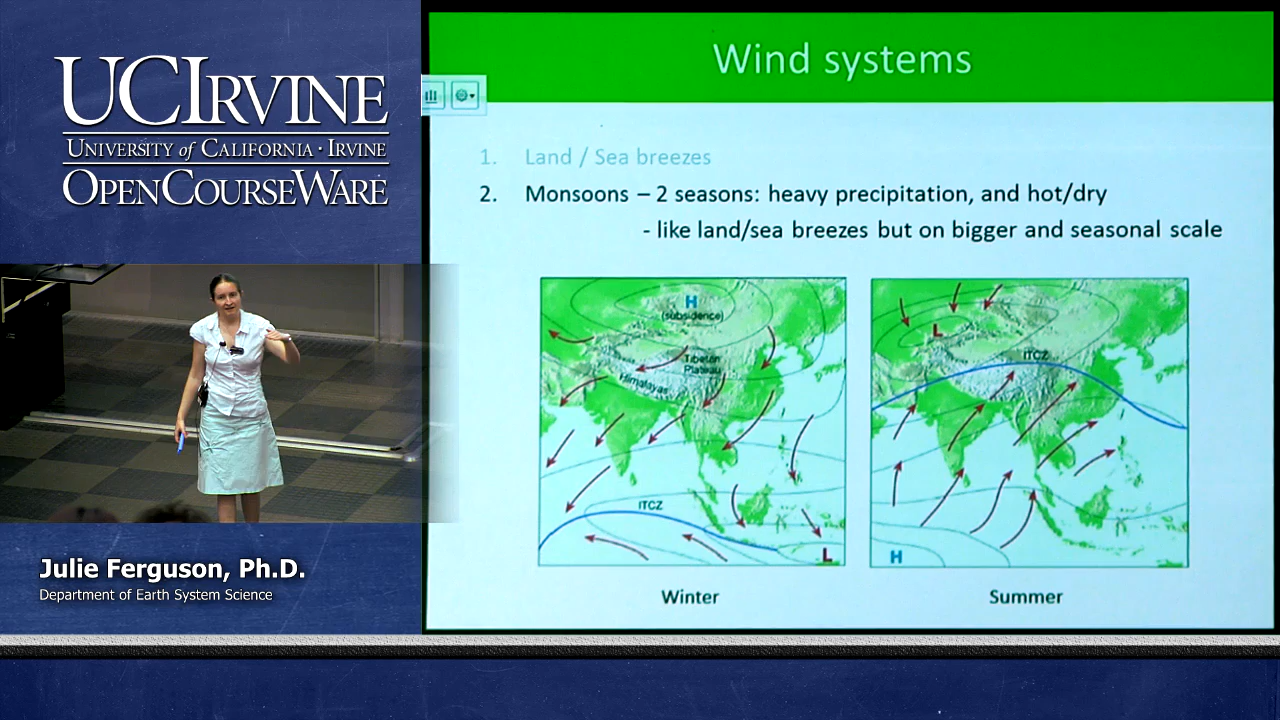 UCIRVINE
UNIVERSITY of CALIFORNIA · IRVINE
OPENCOURSEWARE
Julie Ferguson, Ph.D.
Department of Earth System Science
Wind systems
1. Land / Sea breezes
2. Monsoons – 2 seasons: heavy precipitation, and hot/dry
- like land/sea breezes but on bigger and seasonal scale
H
(subsidence)
Tibetan
Plateau
Himalayas
ITCZ
L
Winter
L
ITCZ
H
Summer